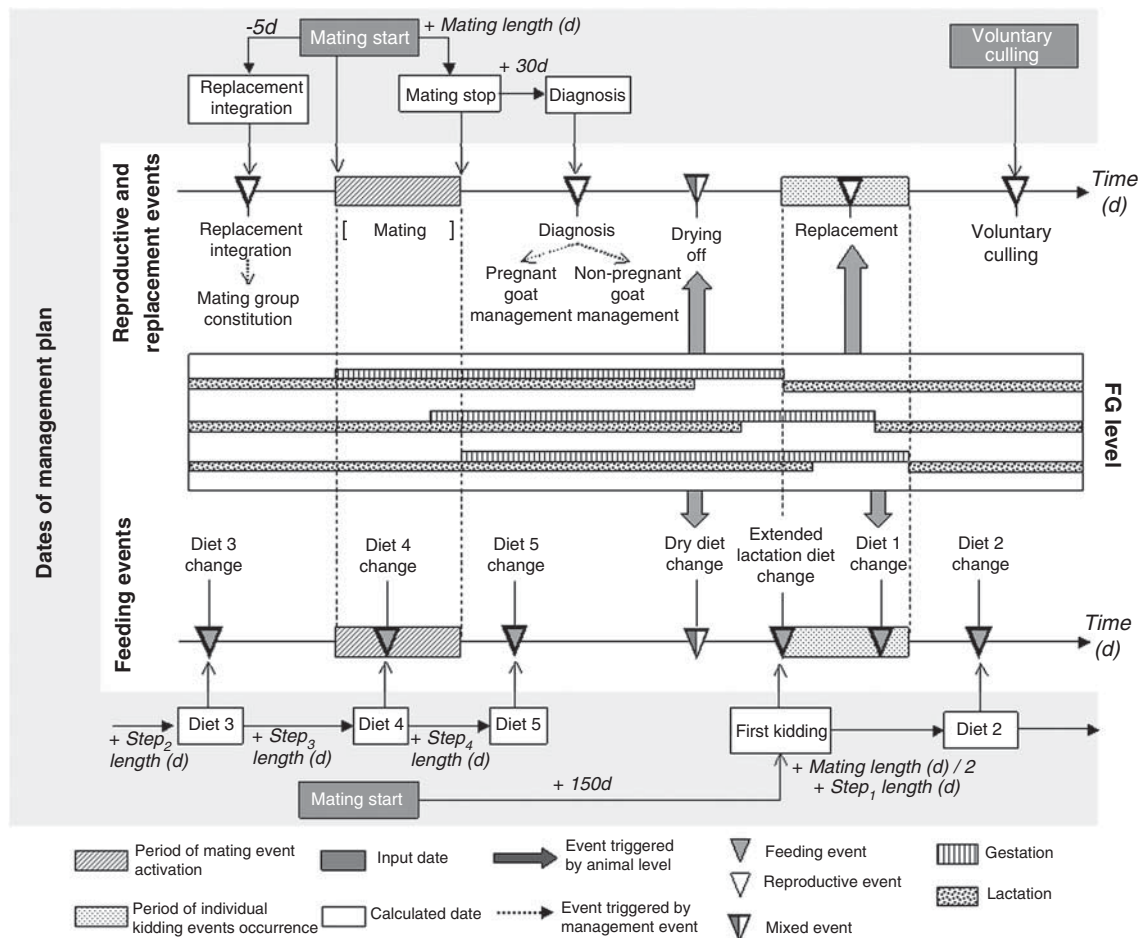 -5d
Mating start
+ Mating length (d)
Voluntary
culling
+ 30d
Replacement
integration
Mating stop
Diagnosis
Time
(d)
Replacement
integration
[ Mating ]
Diagnosis
Drying
off
Replacement
Voluntary
culling
Pregnant
goat
management
Non-pregnant
goat
management
Mating group
constitution
Reproductive and
replacement events
Dates of management plan
FG level
Feeding events
Diet 3
change
Diet 4
change
Diet 5
change
Dry diet
change
Extended
lactation diet
change
Diet 1
change
Diet 2
change
Time
(d)
Diet 3
Diet 4
Diet 5
First kidding
Diet 2
+ Step2
length (d)
+ Step3
length (d)
+ Step4
length (d)
+ Mating length (d) / 2
+ Step1 length (d)
Mating start
+ 150d
Period of mating event
activation
Input date
Event triggered
by animal level
Feeding event
Gestation
Reproductive event
Period of individual
kidding events occurrence
Calculated date
Event triggered by
management event
Mixed event
Lactation